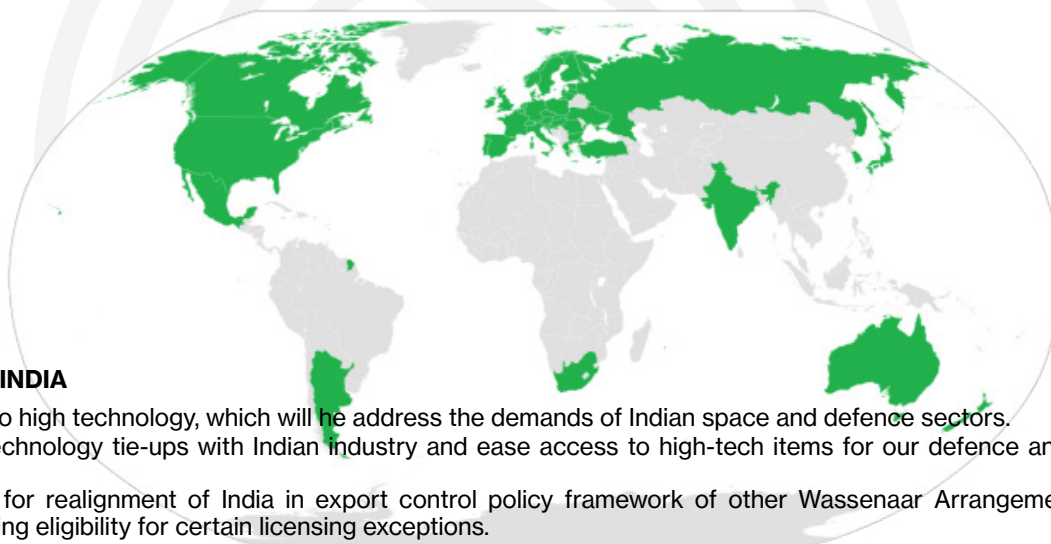 INDIA
o high technology, which will he address the demands of Indian space and defence sectors.
echnology tie-ups with Indian industry and ease access to high-tech items for our defence an
for realignment of India in export control policy framework of other Wassenaar Arrangeme
ing eligibility for certain licensing exceptions.